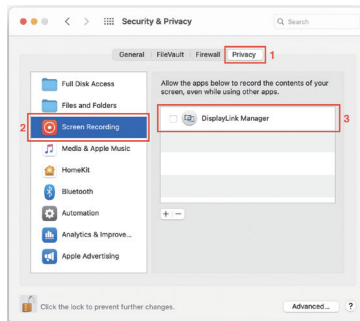 Security & Privacy
Search
General FileVault Firewall Privacy
1
Full Disk Access
Files and Folders
2
Screen Recording
Media & Apple Music
HomeKit
Bluetooth
Automation
Analytics & Improve...
Apple Advertising
Allow the apps below to record the contents of your
screen, even while using other apps.
DisplayLink Manager
3
+ −
Click the lock to prevent further changes.
Advanced...
?